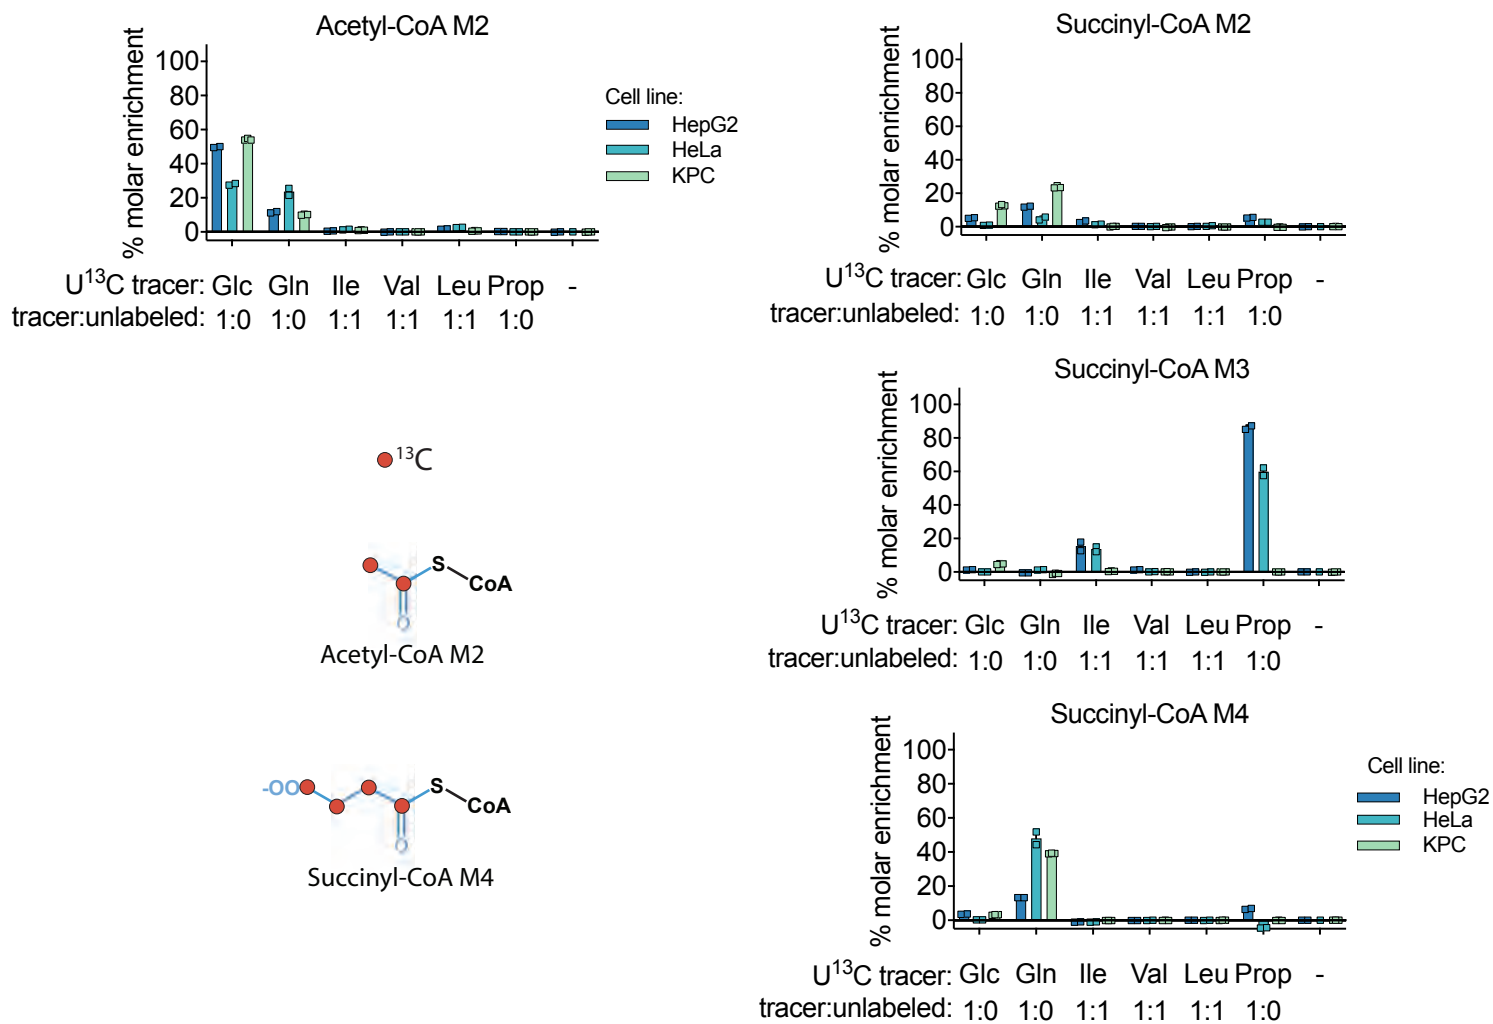 Acetyl-CoA M2
% molar enrichment
100
80
60
40
20
0
U¹³C tracer: Glc Gln Ile Val Leu Prop -
tracer:unlabeled: 1:0 1:0 1:1 1:1 1:1 1:0
Cell line:
HepG2
HeLa
KPC
Succinyl-CoA M2
% molar enrichment
100
80
60
40
20
0
U¹³C tracer: Glc Gln Ile Val Leu Prop -
tracer:unlabeled: 1:0 1:0 1:1 1:1 1:1 1:0
¹³C
S
CoA
O
Acetyl-CoA M2
Succinyl-CoA M3
% molar enrichment
100
80
60
40
20
0
U¹³C tracer: Glc Gln Ile Val Leu Prop -
tracer:unlabeled: 1:0 1:0 1:1 1:1 1:1 1:0
-OO
S
CoA
O
Succinyl-CoA M4
Succinyl-CoA M4
% molar enrichment
100
80
60
40
20
0
U¹³C tracer: Glc Gln Ile Val Leu Prop -
tracer:unlabeled: 1:0 1:0 1:1 1:1 1:1 1:0
Cell line:
HepG2
HeLa
KPC